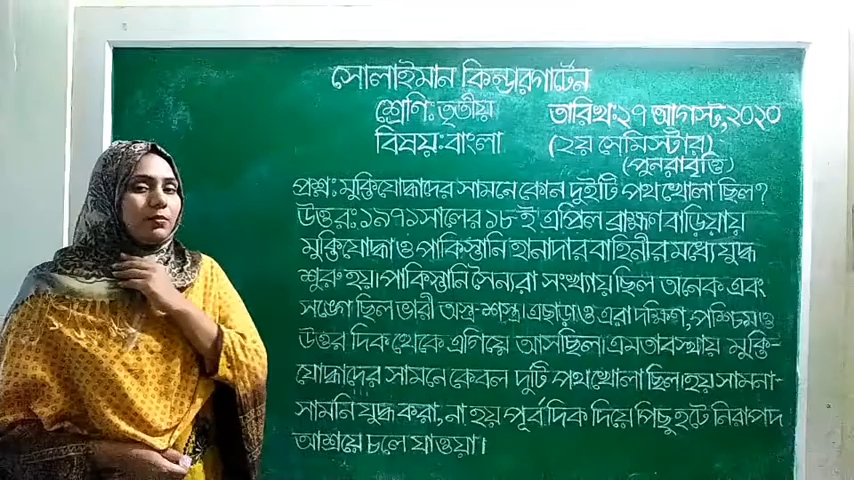 সোলাইমান কিন্ডারগার্টেন
শ্রেণি:তৃতীয়
তারিখ:২৭ আগস্ট,২০২০
বিষয়:বাংলা
(২য় সেমিস্টার)
(পুনরাবৃত্তি)
প্রশ্ন: মুক্তিযোদ্ধাদের সামনে কোন দুইটি পথ খোলা ছিল?
উত্তর:১৯৭১সালের ১৮ই এপ্রিল ব্রাহ্মণ বাড়িয়ায়
মুক্তিযোদ্ধা ও পাকিস্তানি হানাদার বাহিনীর মধ্যে যুদ্ধ
শুরু হয়।পাকিস্তানি সৈন্যরা সংখ্যায় ছিল অনেক এবং
সঙ্গে ছিল ভারী অস্ত্র-শস্ত্র।এছাড়াও এরা দক্ষিণ,পশ্চিম ও
উত্তর দিক থেকে এগিয়ে আসছিল।এমতাবস্থায় মুক্তি-
যোদ্ধাদের সামনে কেবল দুটি পথ খোলা ছিল।হয় সামনা-
সামনি যুদ্ধ করা,না হয় পূর্ব দিক দিয়ে পিছু হটে নিরাপদ
আশ্রয়ে চলে যাওয়া।